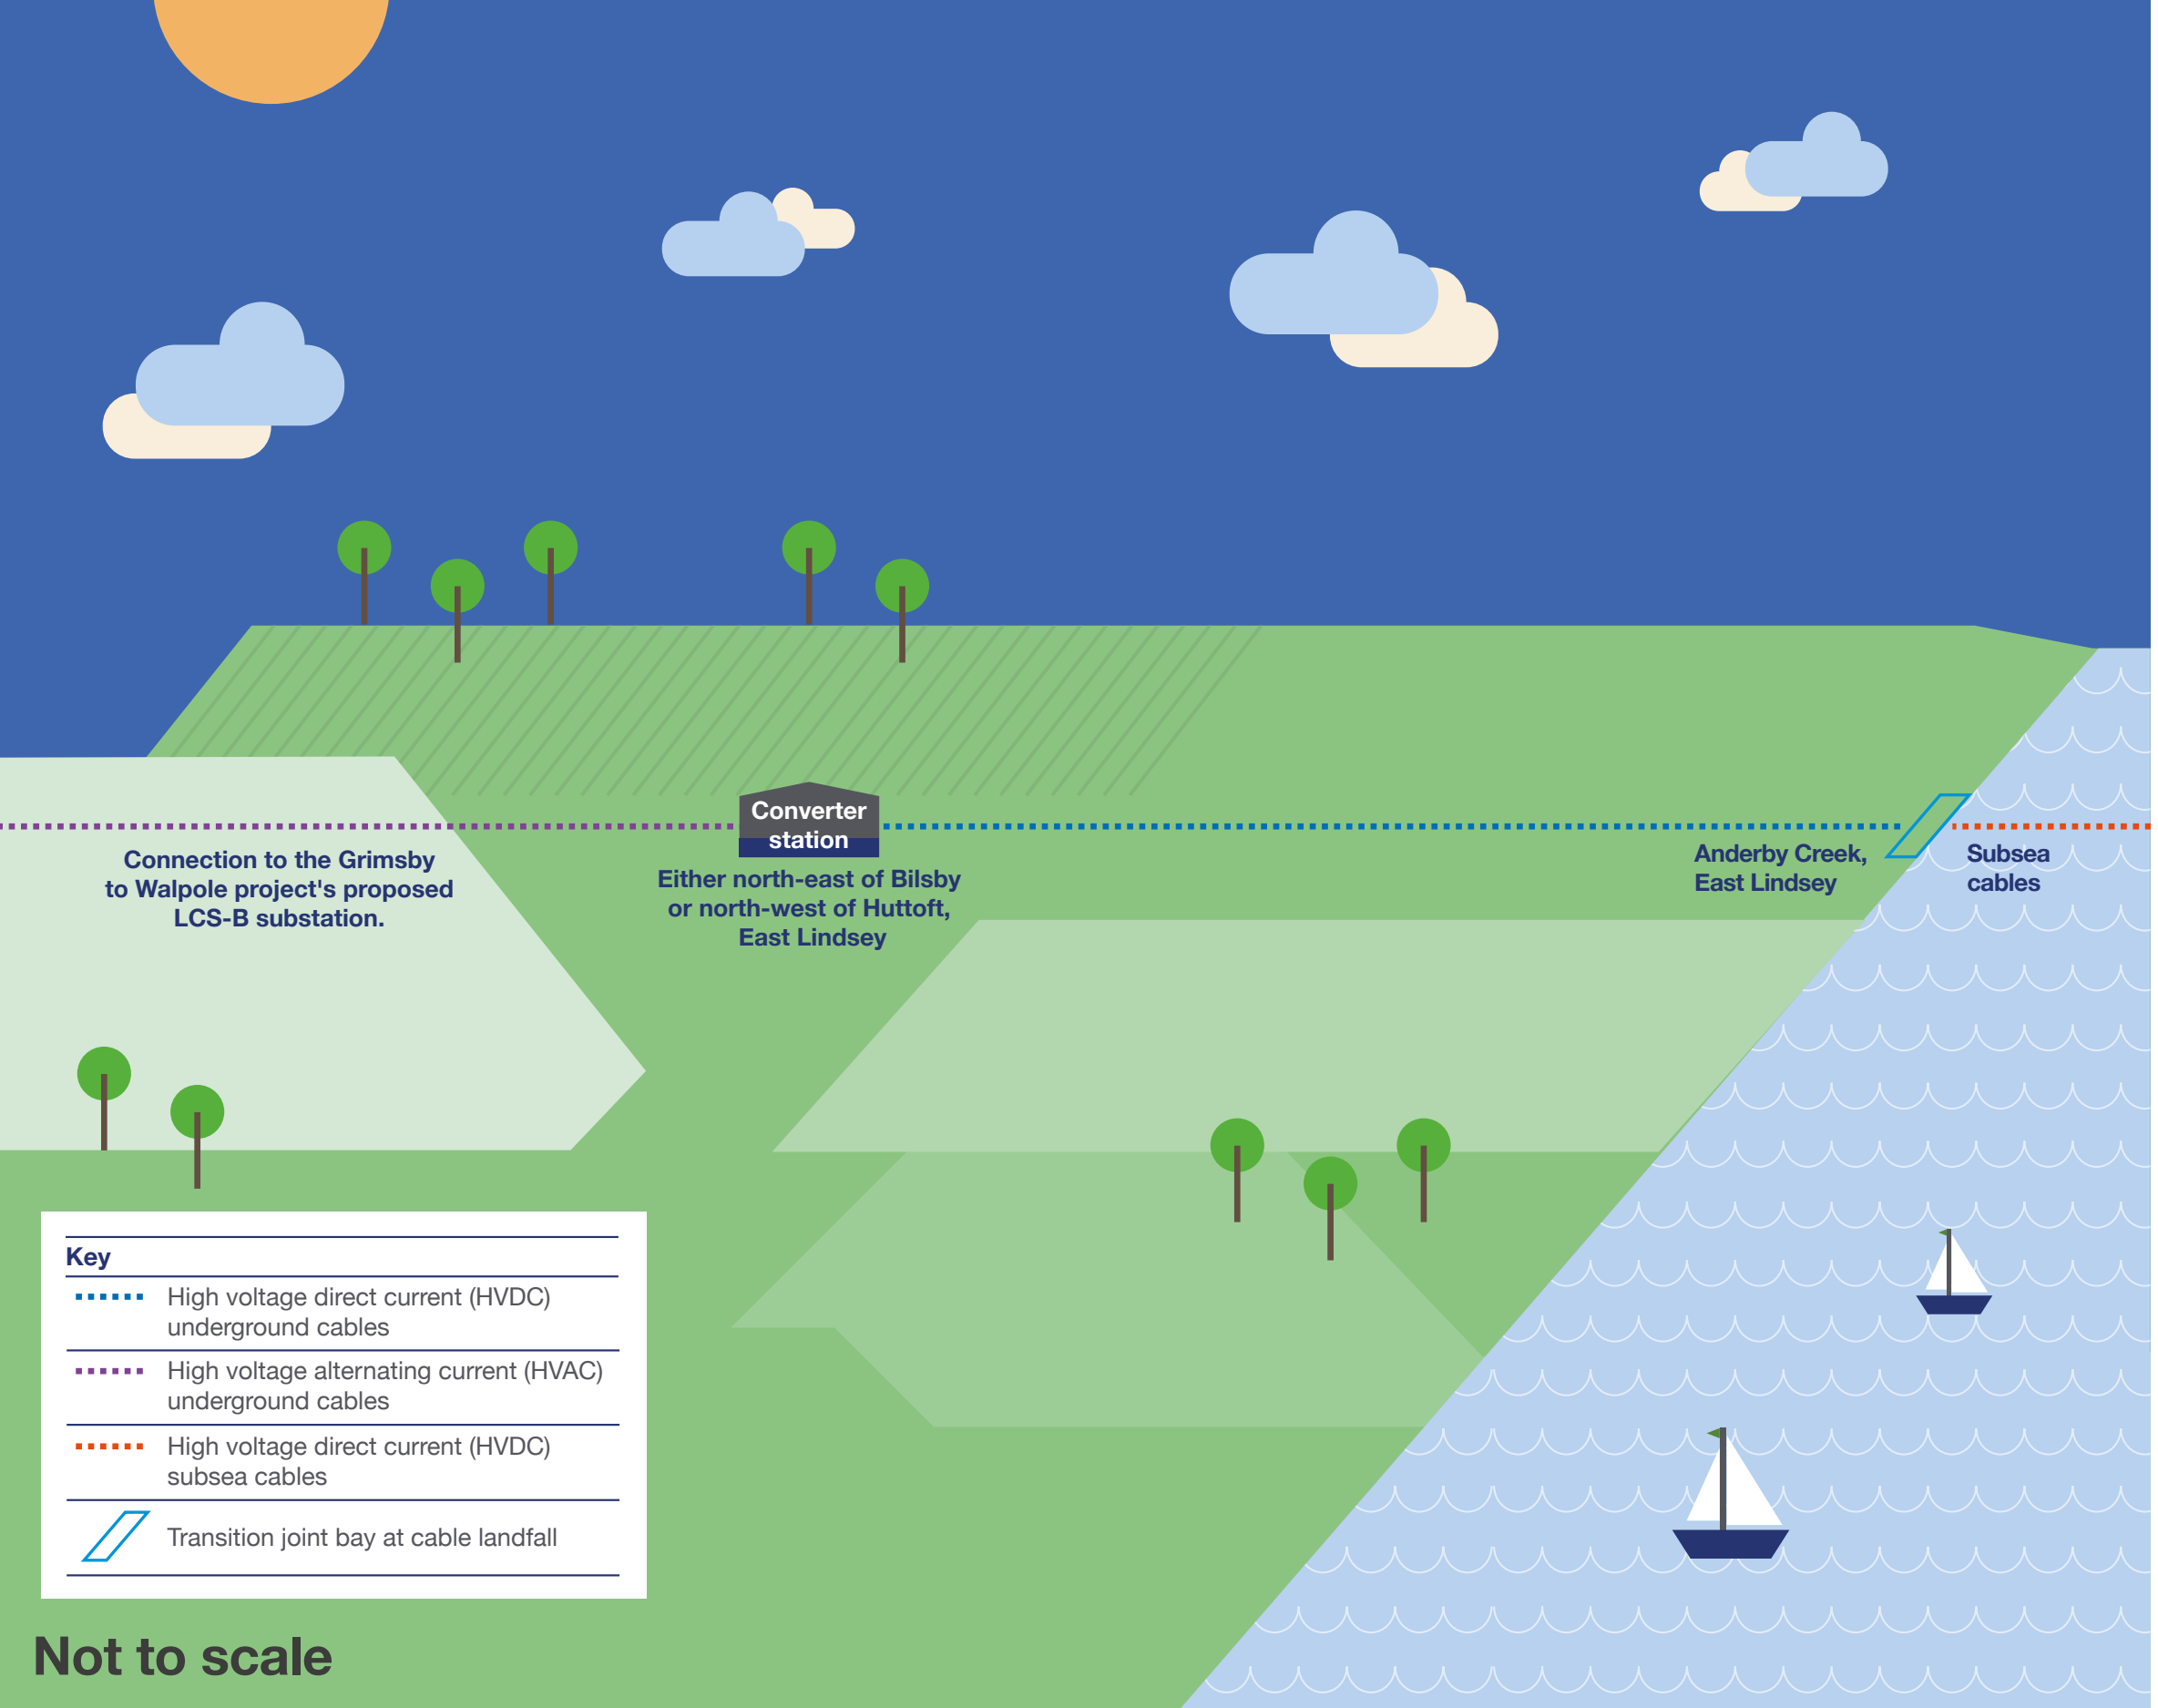 Converter
station
Connection to the Grimsby
to Walpole project's proposed
LCS-B substation.
Either north-east of Bilsby
or north-west of Huttoft,
East Lindsey
Anderby Creek,
East Lindsey
Subsea
cables
Key
High voltage direct current (HVDC)
underground cables
High voltage alternating current (HVAC)
underground cables
High voltage direct current (HVDC)
subsea cables
Transition joint bay at cable landfall
Not to scale